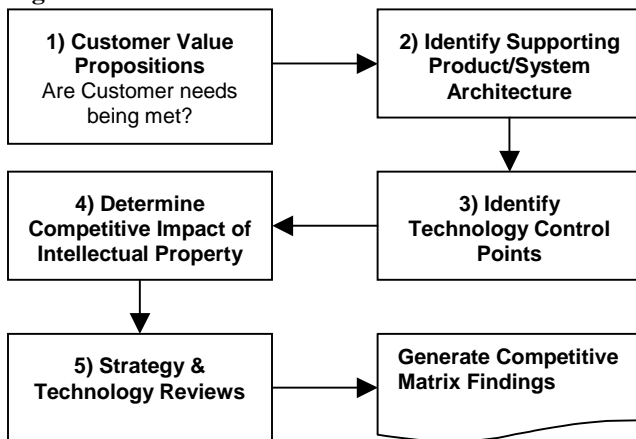 1) Customer Value
Propositions
Are Customer needs
being met?
2) Identify Supporting
Product/System
Architecture
4) Determine
Competitive Impact of
Intellectual Property
3) Identify
Technology Control
Points
5) Strategy &
Technology Reviews
Generate Competitive
Matrix Findings